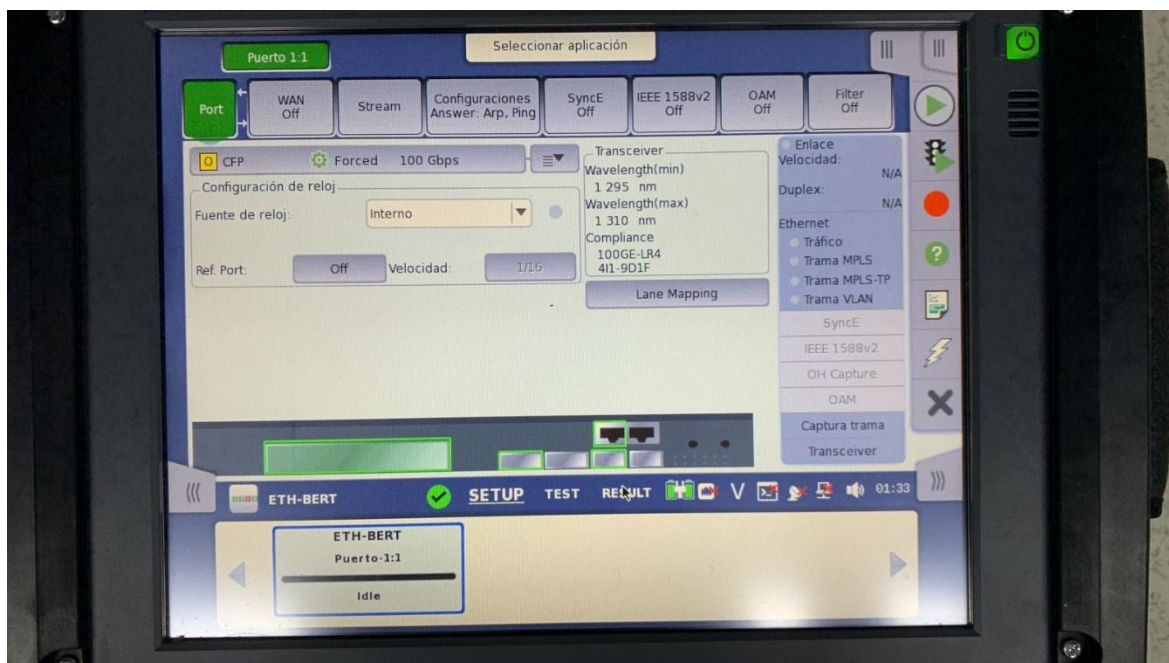 Seleccionar aplicación
Puerto 1:1
Port
WAN
Off
Stream
Configuraciones
Answer: Arp, Ping
SyncE
Off
IEEE 1588v2
Off
OAM
Off
Filter
Off
CFP Forced 100 Gbps
Configuración de reloj
Fuente de reloj: Interno
Ref. Port: Off Velocidad: 1/16
Transceiver
Wavelength(min)
1 295 nm
Wavelength(max)
1 310 nm
Compliance
100GE-LR4
4I1-9D1F
Lane Mapping
Enlace
Velocidad:
N/A
Duplex:
N/A
Ethernet
Tráfico
Trama MPLS
Trama MPLS-TP
Trama VLAN
SyncE
IEEE 1588v2
OH Capture
OAM
Captura trama
Transceiver
ETH-BERT SETUP TEST RESULT V 01:33
ETH-BERT
Puerto-1:1
Idle